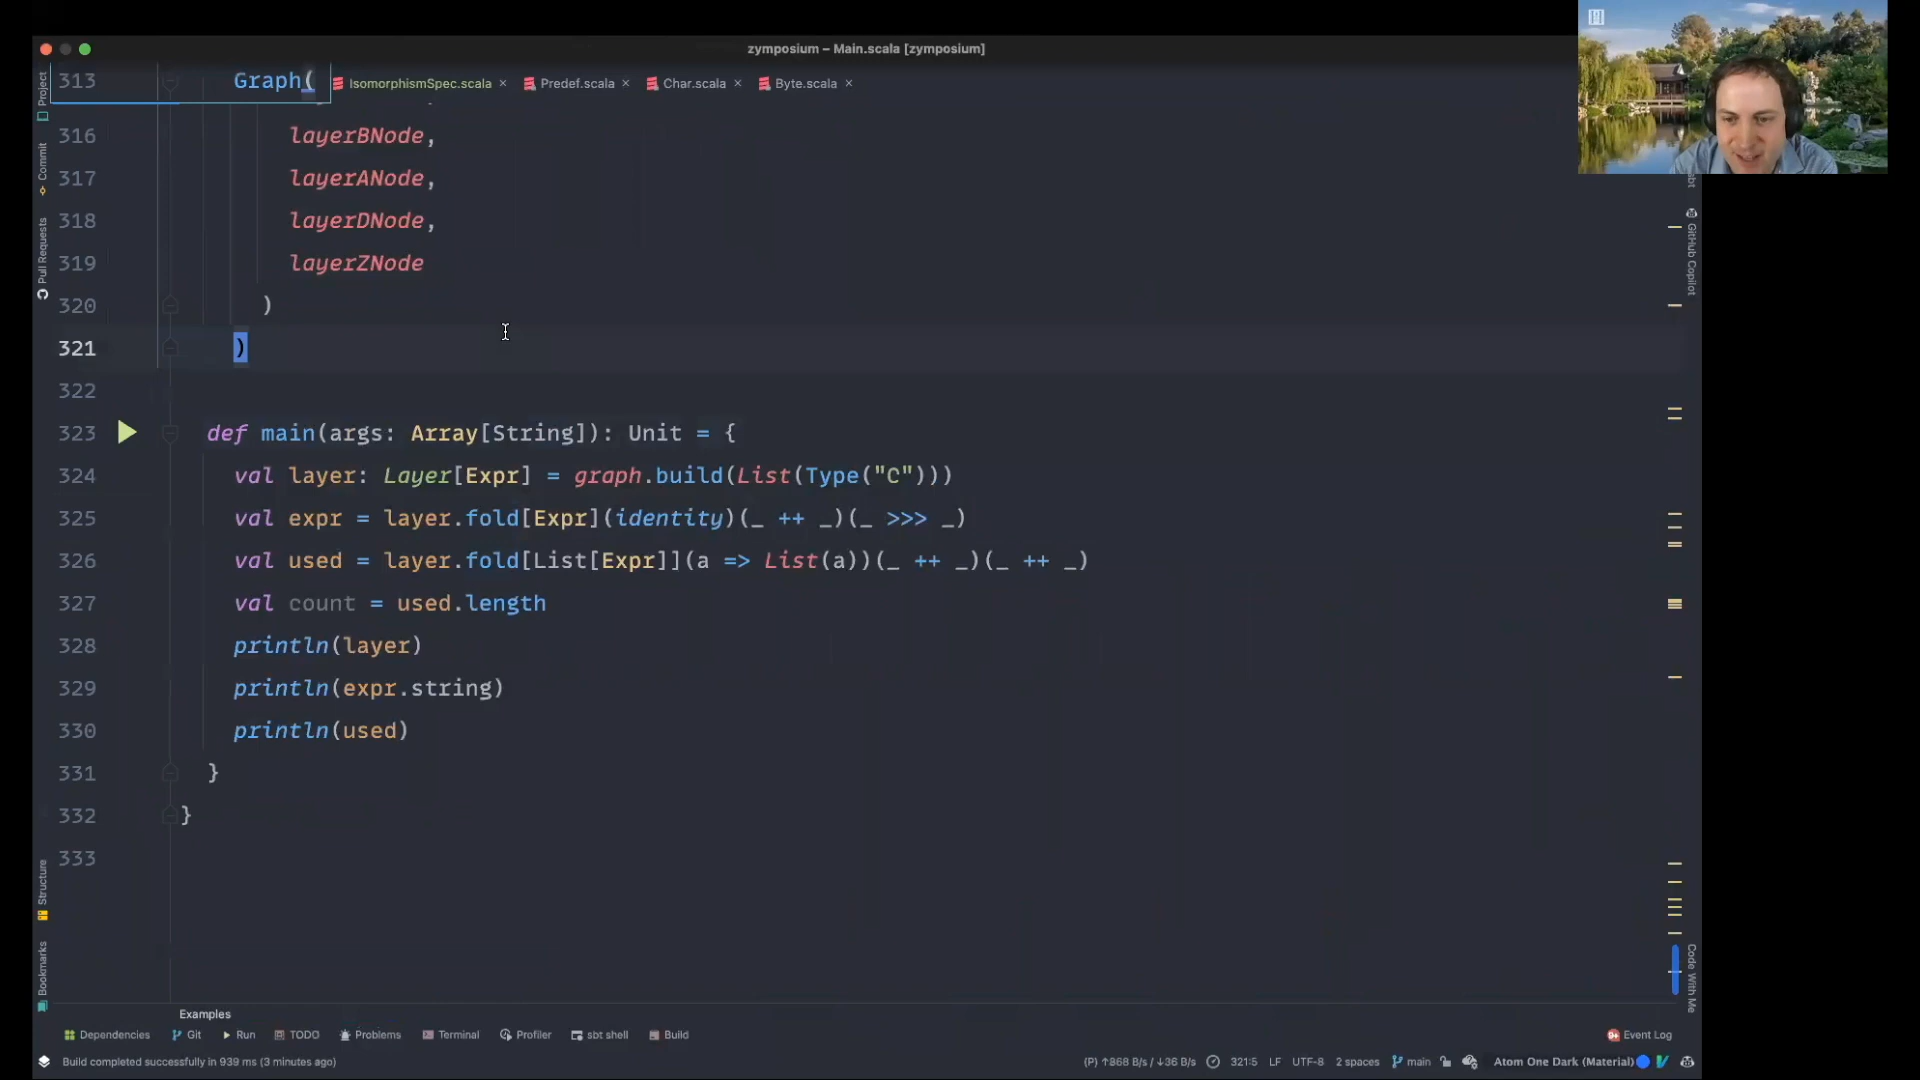 zymposium – Main.scala [zymposium]
313 Graph(
IsomorphismSpec.scala
Predef.scala
Char.scala
Byte.scala
316 layerBNode,
317 layerANode,
318 layerDNode,
319 layerZNode
320 )
321 )
322
323 def main(args: Array[String]): Unit = {
324 val layer: Layer[Expr] = graph.build(List(Type("C")))
325 val expr = layer.fold[Expr](identity)(_ ++ _)(_ >>> _)
326 val used = layer.fold[List[Expr]](a => List(a))(_ ++ _)(_ ++ _)
327 val count = used.length
328 println(layer)
329 println(expr.string)
330 println(used)
331 }
332 }
333
Project
Commit
Pull Requests
Structure
Bookmarks
sbt
GitHub Copilot
Code With Me
Examples
Dependencies Git Run TODO Problems Terminal Profiler sbt shell Build
Event Log
Build completed successfully in 939 ms (3 minutes ago)
(P) ↑868 B/s / ↓36 B/s 321:5 LF UTF-8 2 spaces main Atom One Dark (Material)